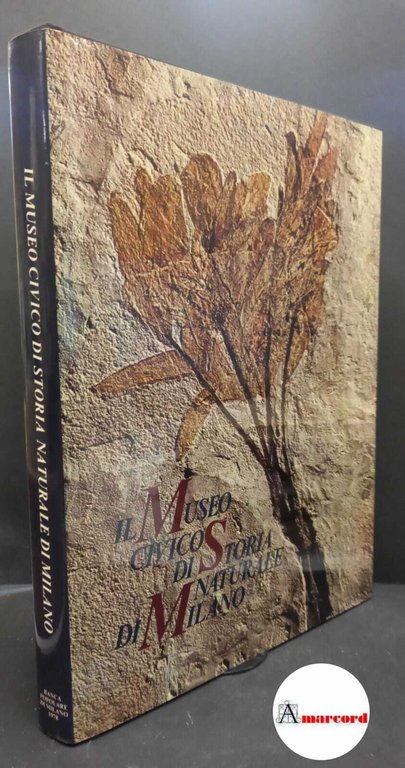 IL MUSEO CIVICO DI STORIA NATURALE DI MILANO
BANCA
POPOLARE
DI MILANO
1978
IL MUSEO
CIVICO
DI STORIA
NATURALE
DI MILANO
Amarcord